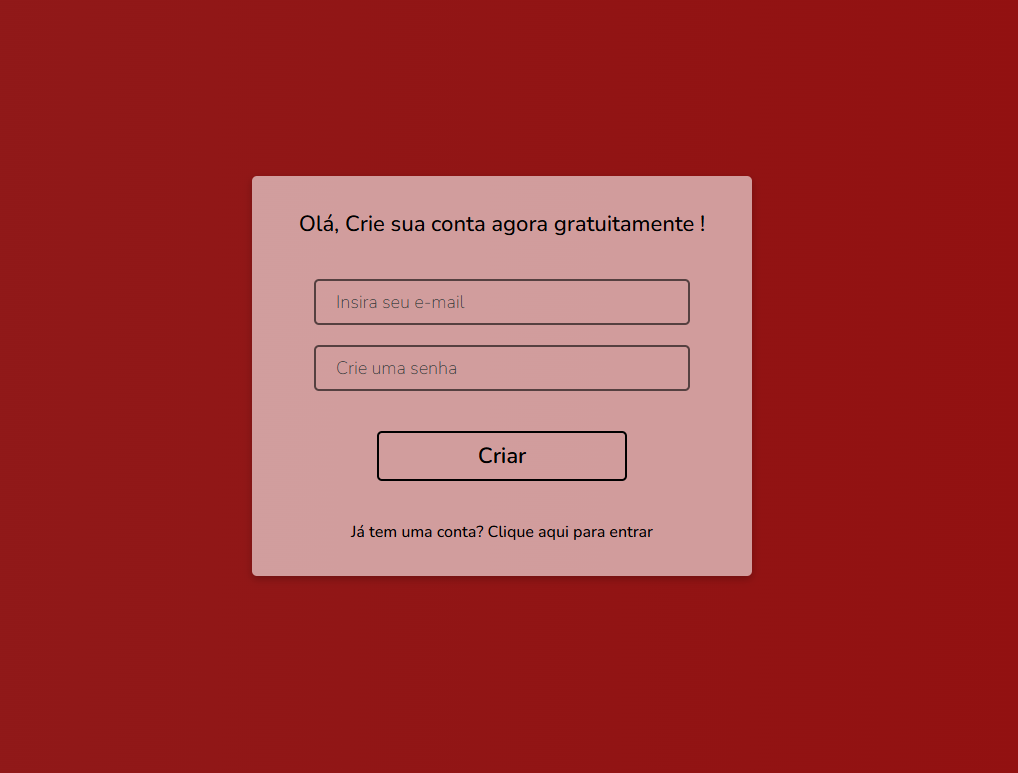 Olá, Crie sua conta agora gratuitamente !
Insira seu e-mail
Crie uma senha
Criar
Já tem uma conta? Clique aqui para entrar